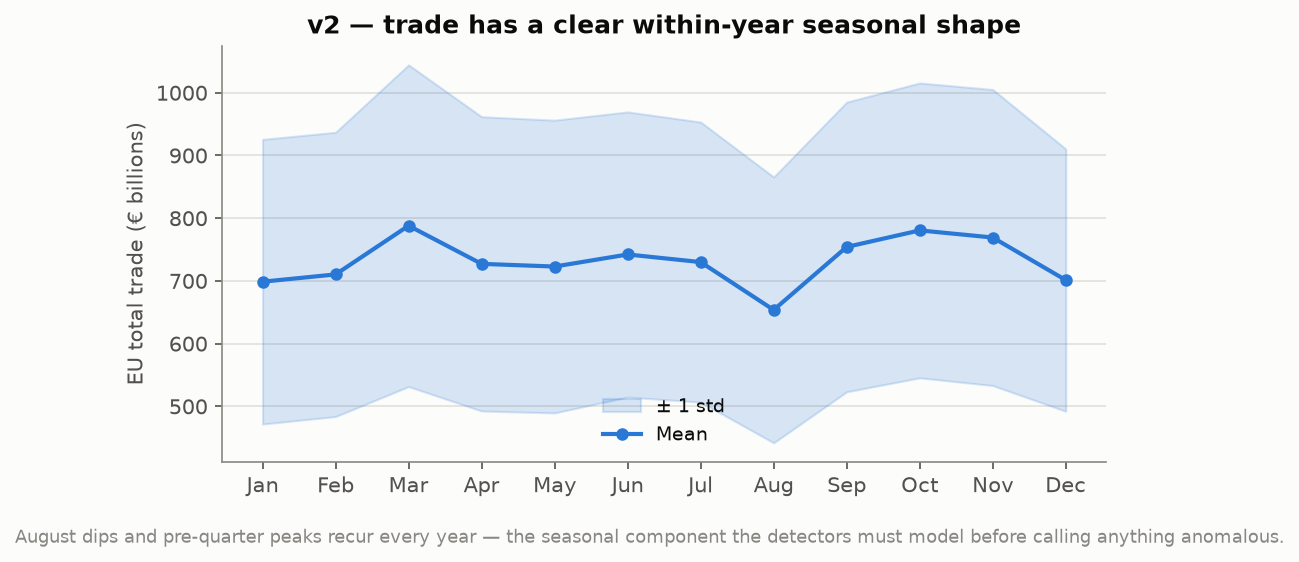 v2 — trade has a clear within-year seasonal shape
EU total trade (€ billions)
1000
900
800
700
600
500
± 1 std
Mean
Jan Feb Mar Apr May Jun Jul Aug Sep Oct Nov Dec
August dips and pre-quarter peaks recur every year — the seasonal component the detectors must model before calling anything anomalous.